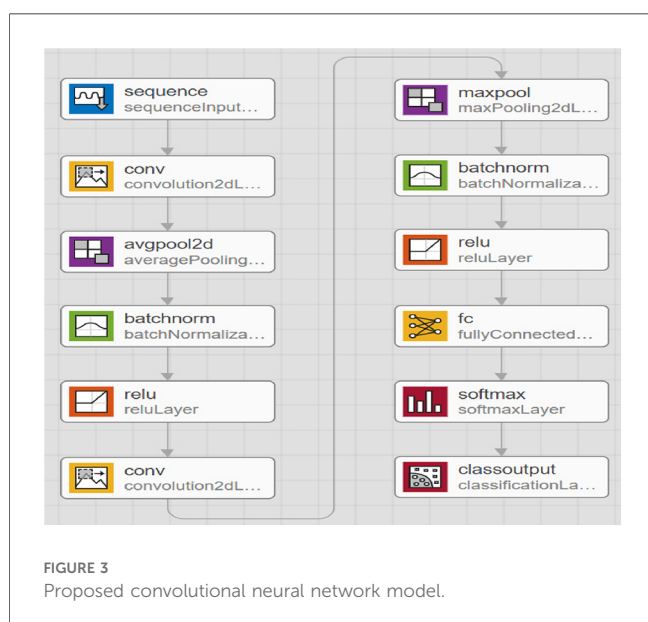 sequence
sequenceInput...
conv
convolution2dL...
avgpool2d
averagePooling...
batchnorm
batchNormaliza...
relu
reluLayer
conv
convolution2dL...
maxpool
maxPooling2dL...
batchnorm
batchNormaliza...
relu
reluLayer
fc
fullyConnected...
softmax
softmaxLayer
classoutput
classificationLa...
FIGURE 3
Proposed convolutional neural network model.